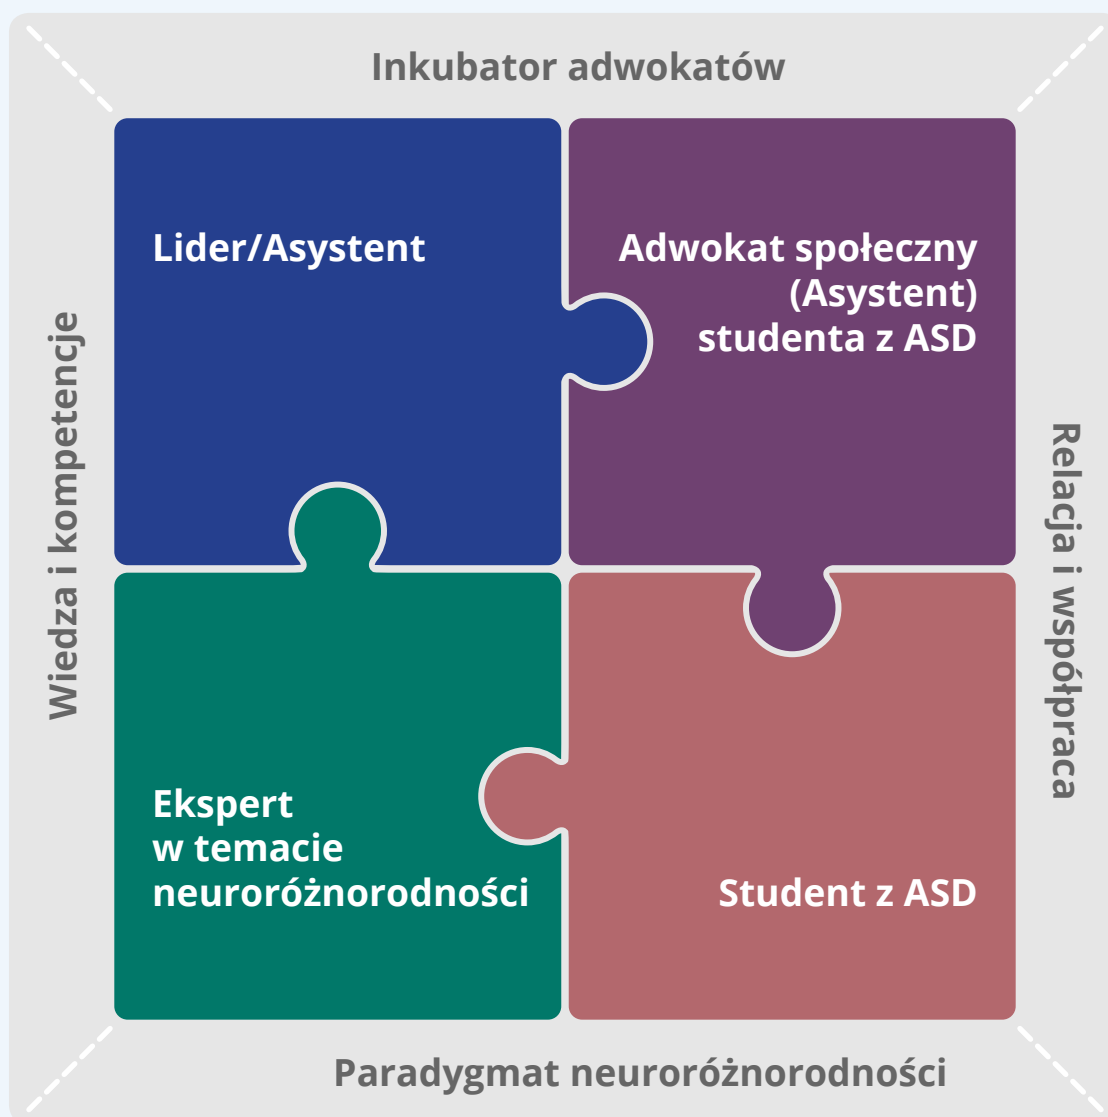 Inkubator adwokatów
Lider/Asystent
Adwokat społeczny
(Asystent)
studenta z ASD
Wiedza i kompetencje
Relacja i współpraca
Ekspert
w temacie
neuroróżnorodności
Student z ASD
Paradygmat neuroróżnorodności